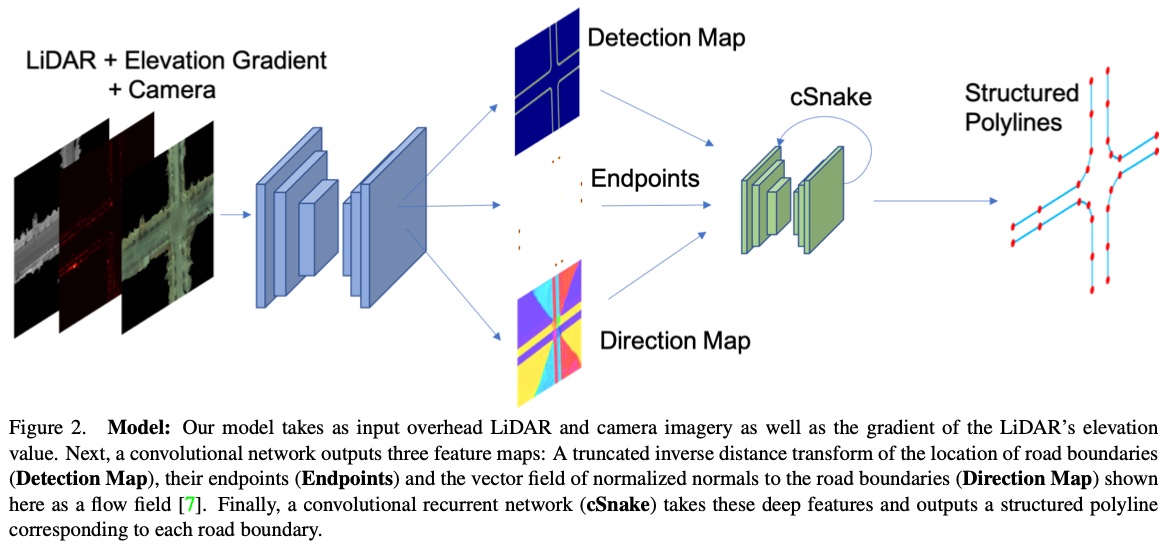 LiDAR + Elevation Gradient
+ Camera
Detection Map
Endpoints
Direction Map
cSnake
Structured
Polylines
Figure 2. Model: Our model takes as input overhead LiDAR and camera imagery as well as the gradient of the LiDAR's elevation
value. Next, a convolutional network outputs three feature maps: A truncated inverse distance transform of the location of road boundaries
(Detection Map), their endpoints (Endpoints) and the vector field of normalized normals to the road boundaries (Direction Map) shown
here as a flow field [7]. Finally, a convolutional recurrent network (cSnake) takes these deep features and outputs a structured polyline
corresponding to each road boundary.